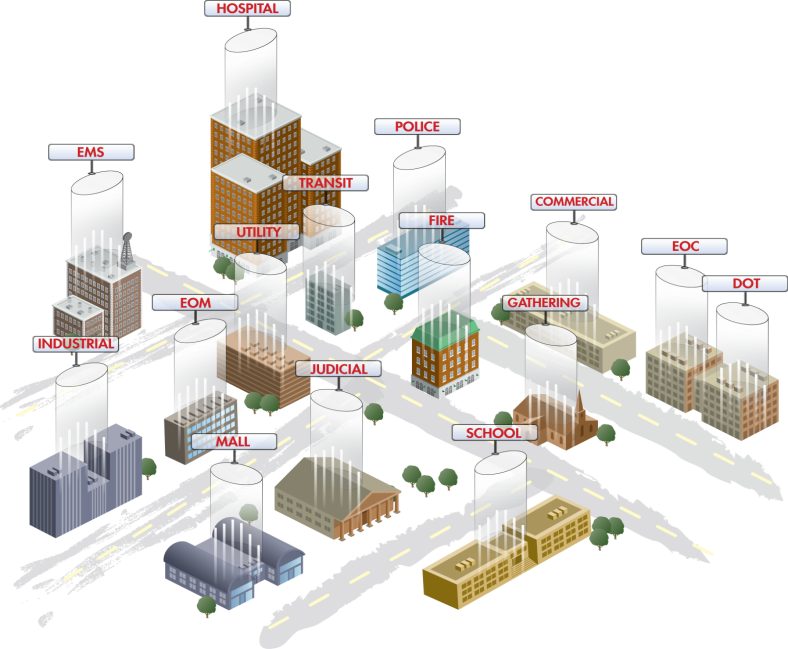 HOSPITAL
POLICE
EMS
TRANSIT
COMMERCIAL
FIRE
UTILITY
EOC
DOT
EOM
GATHERING
INDUSTRIAL
JUDICIAL
SCHOOL
MALL